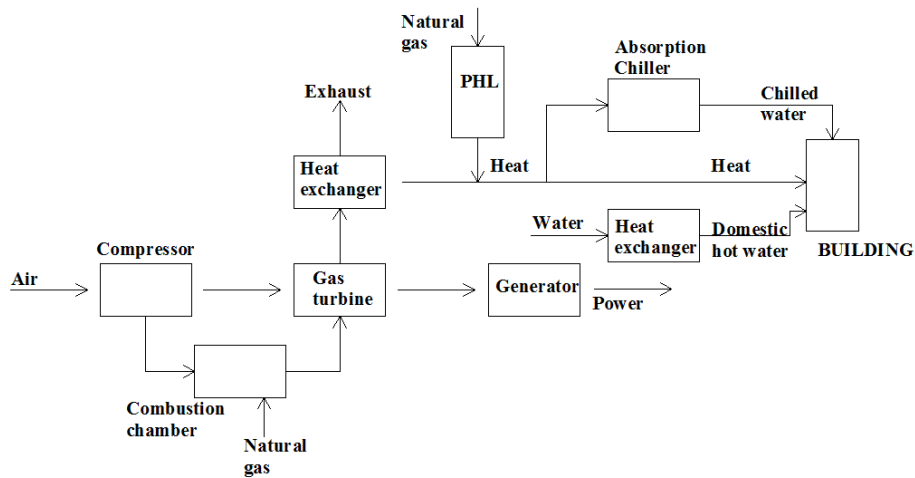 Natural
gas
PHL
Absorption
Chiller
Exhaust
Chilled
water
Heat
exchanger
Heat
Heat
Water
Heat
exchanger
Domestic
hot water
BUILDING
Compressor
Air
Gas
turbine
Generator
Power
Combustion
chamber
Natural
gas